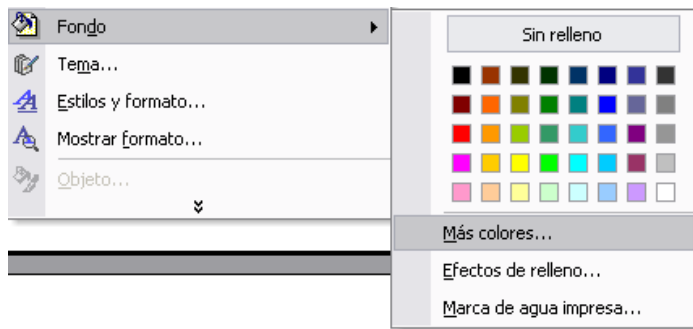 Fondo
Tema...
Estilos y formato...
Mostrar formato...
Objeto...
Sin relleno
Más colores...
Efectos de relleno...
Marca de agua impresa...